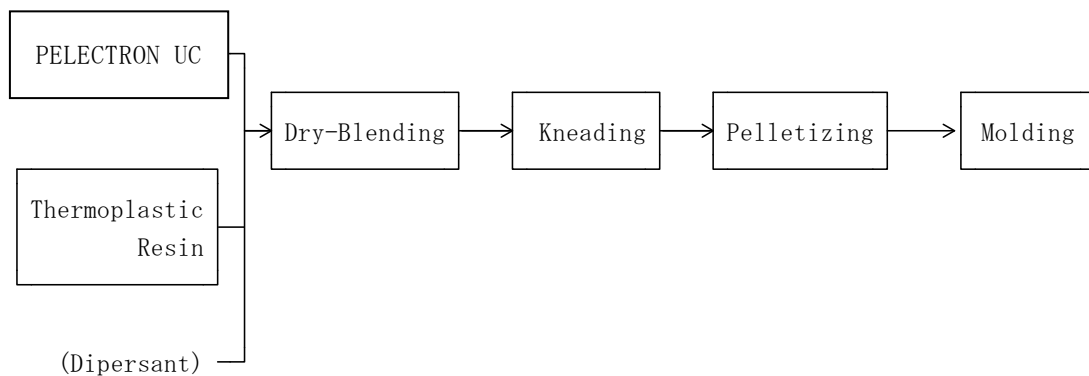 PELECTRON UC
Dry-Blending
Kneading
Pelletizing
Molding
Thermoplastic
Resin
(Dipersant)